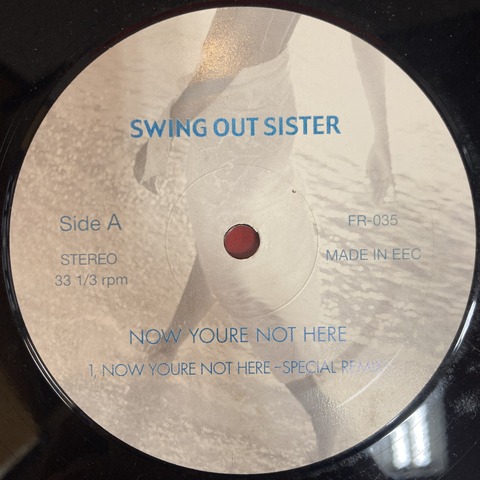 SWING OUT SISTER
Side A
STEREO
33 1/3 rpm
FR-035
MADE IN EEC
NOW YOURE NOT HERE
1, NOW YOURE NOT HERE -SPECIAL REMIX-